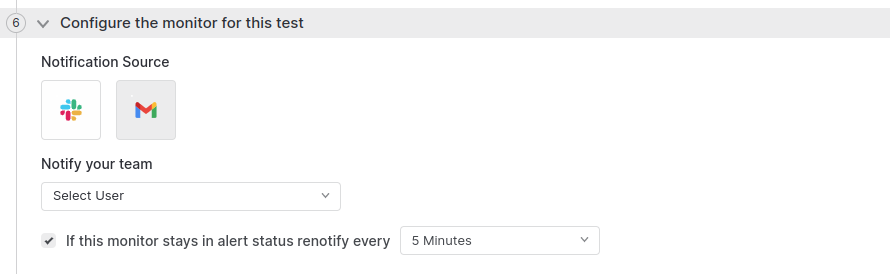 6
Configure the monitor for this test
Notification Source
Notify your team
Select User
If this monitor stays in alert status renotify every
5 Minutes